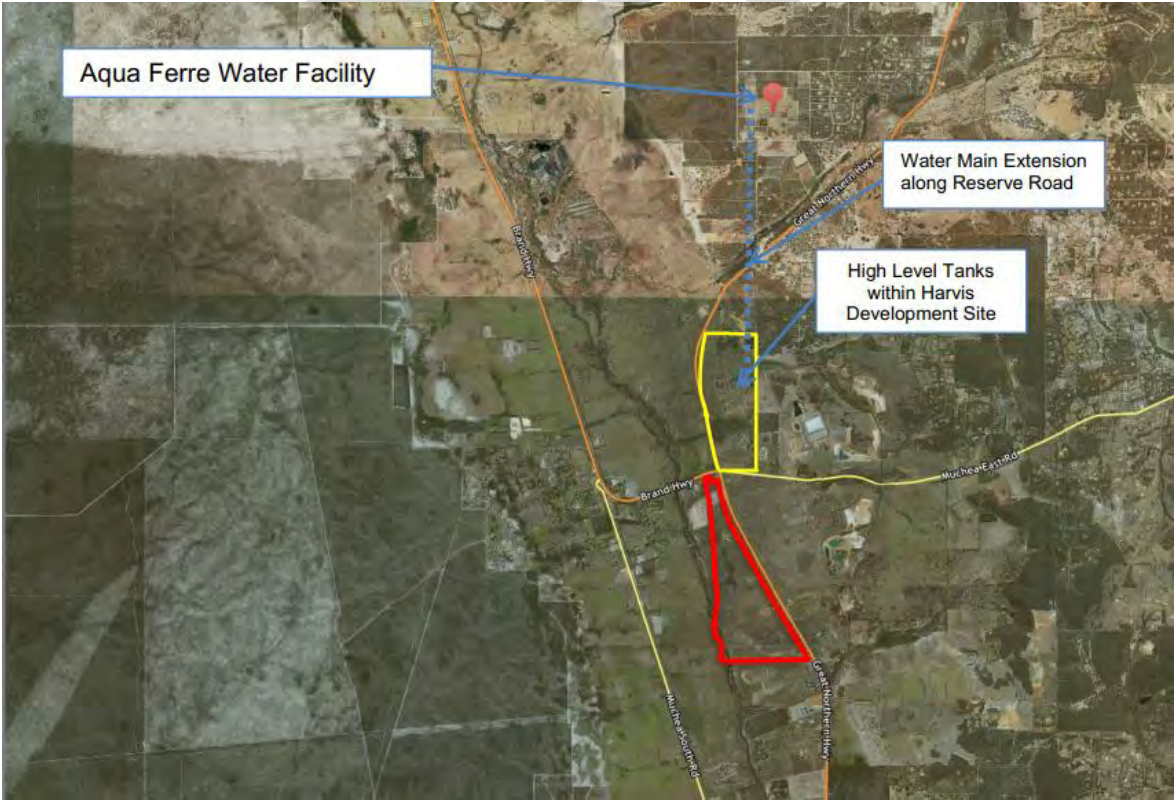 Aqua Ferre Water Facility
Water Main Extension
along Reserve Road
Great Northern Hwy
Brand Hwy
High Level Tanks
within Harvis
Development Site
Muchea East Rd
Brand Hwy
Great Northern Hwy
Muchea South Rd